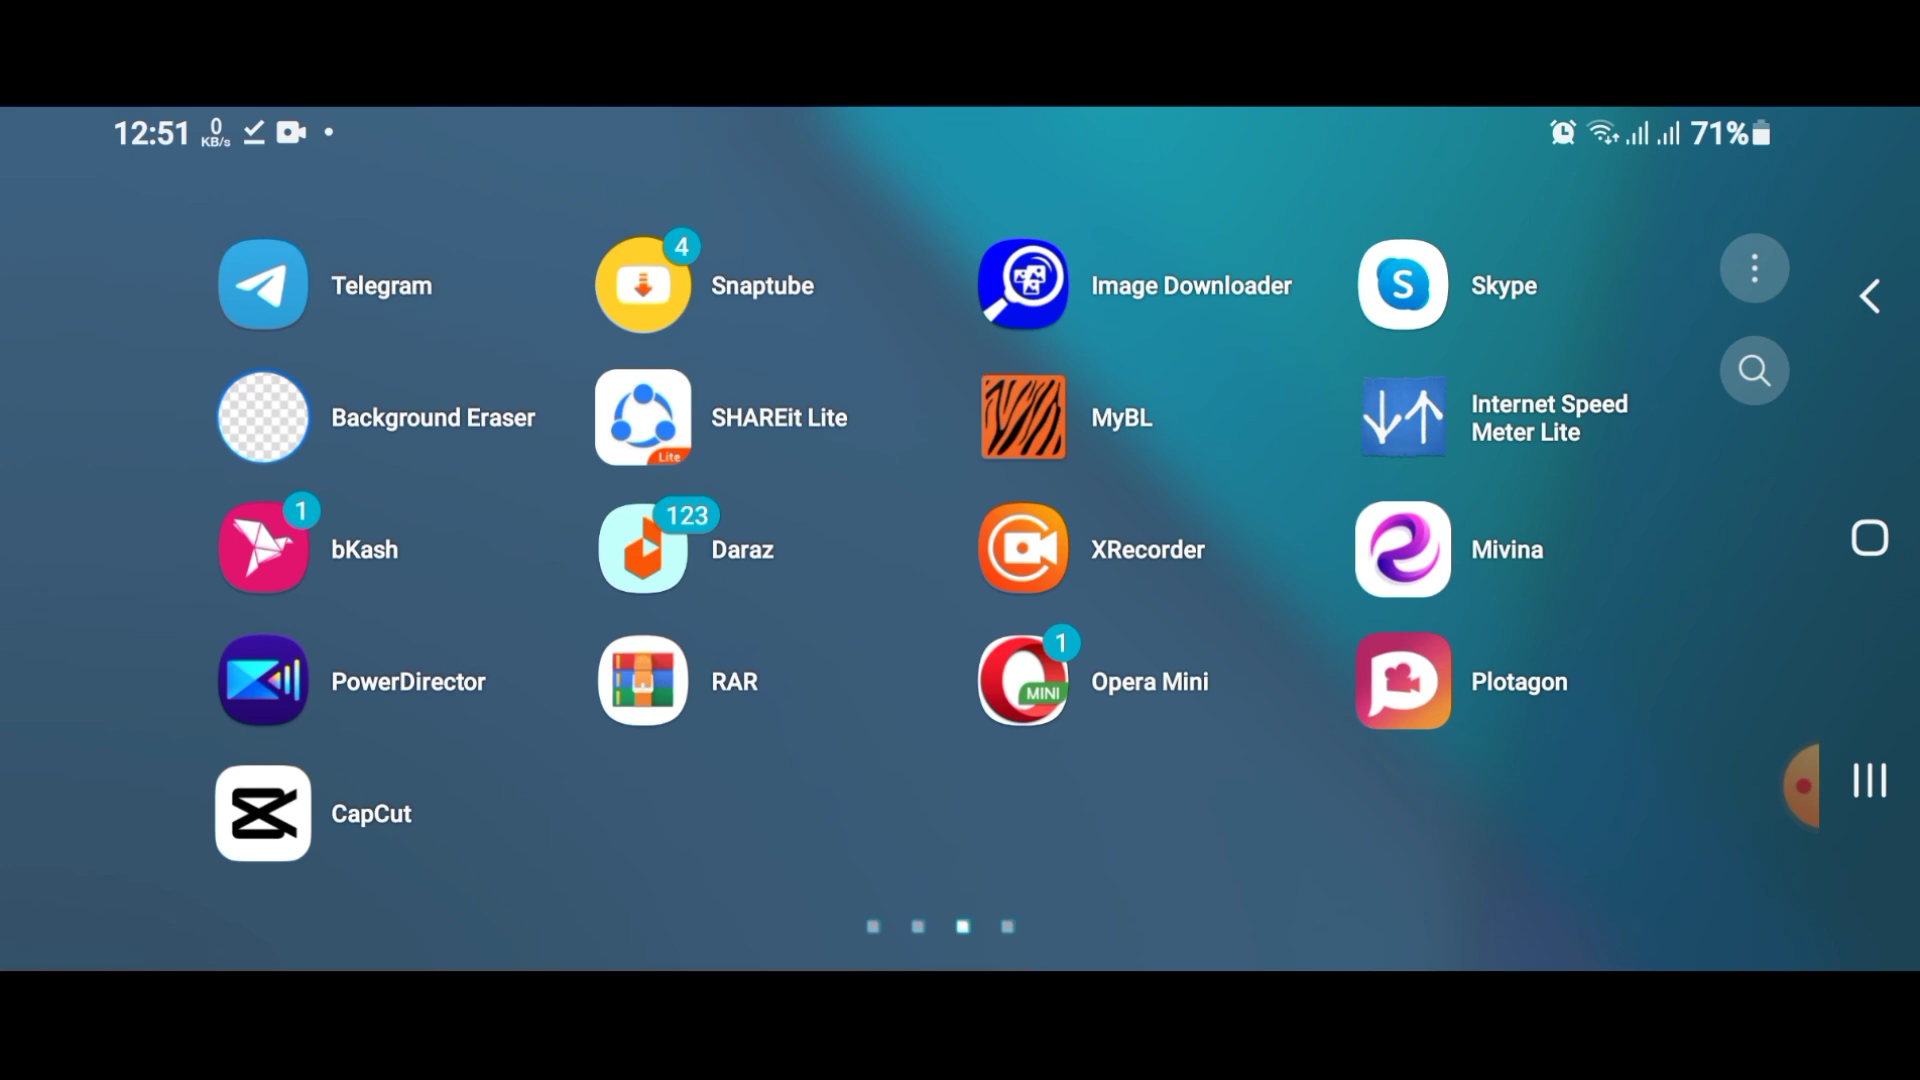 12:51 0 KB/s 71%
4
Telegram Snaptube Image Downloader S Skype
Background Eraser SHAREit Lite MyBL Internet Speed
Meter Lite
Lite
1 123
bKash Daraz XRecorder Mivina
1
PowerDirector RAR MINI Opera Mini Plotagon
CapCut